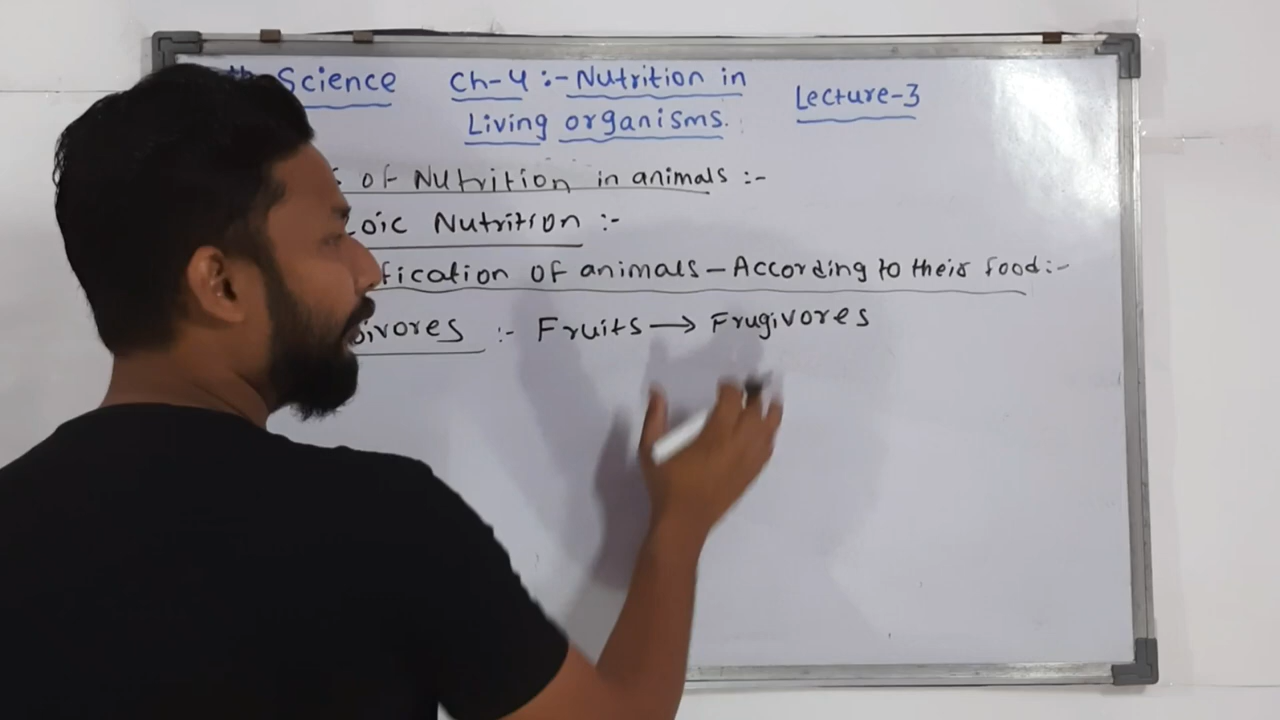 Science Ch-4 :- Nutrition in Living organisms. Lecture-3
of Nutrition in animals :-
Nutrition :-
of animals - According to their food :-
:- Fruits → Frugivores